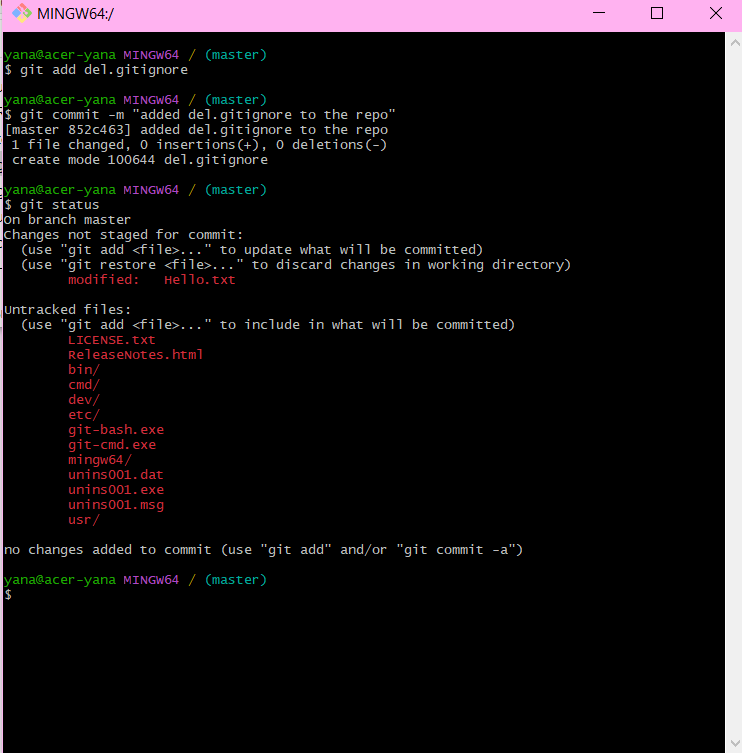 MINGW64:/
yana@acer-yana MINGW64 / (master)
$ git add del.gitignore
yana@acer-yana MINGW64 / (master)
$ git commit -m "added del.gitignore to the repo"
[master 852c463] added del.gitignore to the repo
 1 file changed, 0 insertions(+), 0 deletions(-)
 create mode 100644 del.gitignore
yana@acer-yana MINGW64 / (master)
$ git status
On branch master
Changes not staged for commit:
  (use "git add <file>..." to update what will be committed)
  (use "git restore <file>..." to discard changes in working directory)
        modified:   Hello.txt
Untracked files:
  (use "git add <file>..." to include in what will be committed)
        LICENSE.txt
        ReleaseNotes.html
        bin/
        cmd/
        dev/
        etc/
        git-bash.exe
        git-cmd.exe
        mingw64/
        unins001.dat
        unins001.exe
        unins001.msg
        usr/
no changes added to commit (use "git add" and/or "git commit -a")
yana@acer-yana MINGW64 / (master)
$